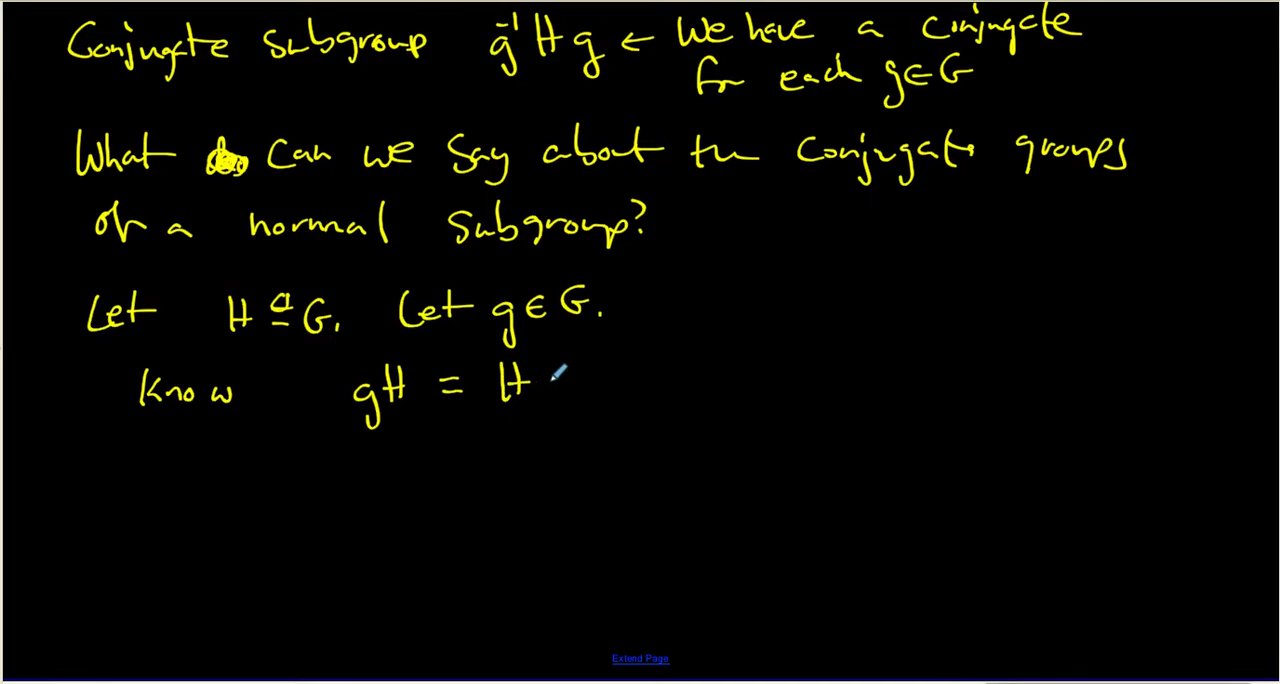 Conjugate subgroup g⁻¹Hg ← We have a conjugate
for each g∈G
What can we say about the conjugate groups
of a normal subgroup?
Let H ⊴ G. Let g∈G.
Know gH = H
Extend Page